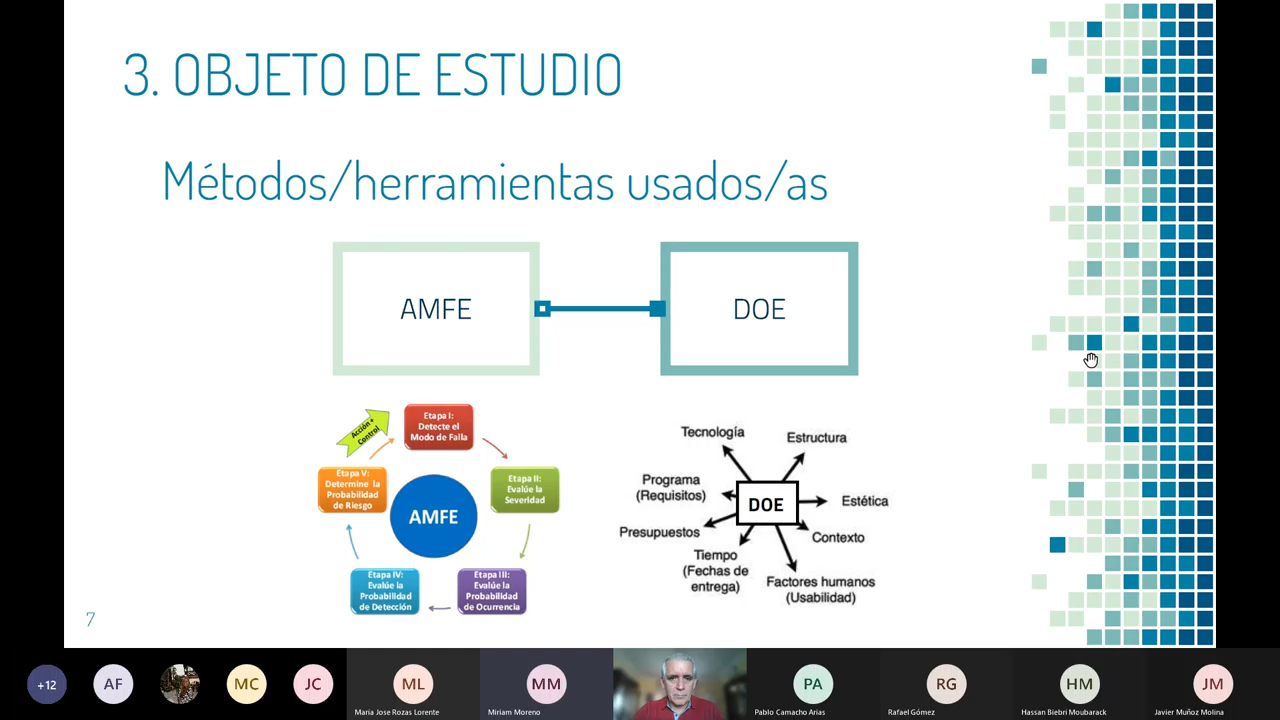 3. OBJETO DE ESTUDIO
Métodos/herramientas usados/as
AMFE
DOE
Acción +
Control
Etapa I:
Detecte el
Modo de Falla
Etapa II:
Evalúe la
Severidad
Etapa III:
Evalúe la
Probabilidad
de Ocurrencia
Etapa IV:
Evalúe la
Probabilidad
de Detección
Etapa V:
Determine la
Probabilidad
de Riesgo
AMFE
Tecnología
Estructura
Programa
(Requisitos)
DOE
Estética
Presupuestos
Contexto
Tiempo
(Fechas de
entrega)
Factores humanos
(Usabilidad)
7
+12
AF
MC
JC
ML
Maria Jose Rozas Lorente
MM
Miriam Moreno
PA
Pablo Camacho Arias
RG
Rafael Gómez
HM
Hassan Biebri Moubarack
JM
Javier Muñoz Molina